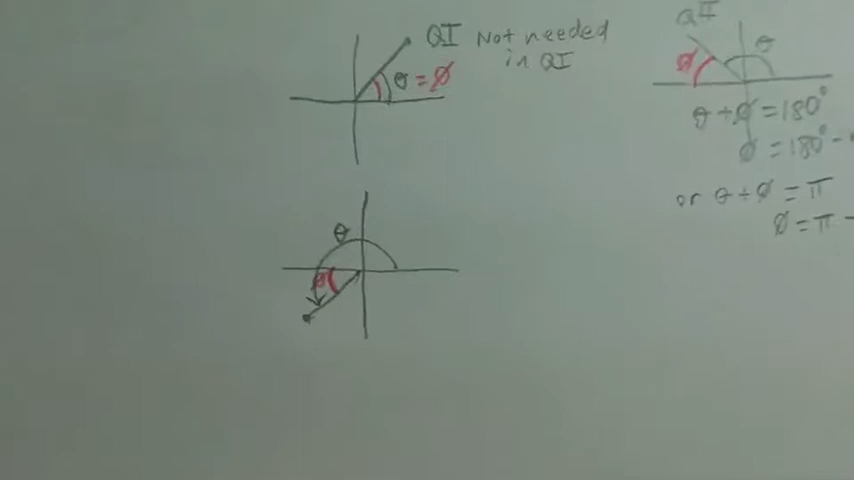 QI Not needed
in QI
θ = ϕ
QII
θ
ϕ
θ + ϕ = 180°
ϕ = 180° -
or θ + ϕ = π
ϕ = π -
θ
ϕ